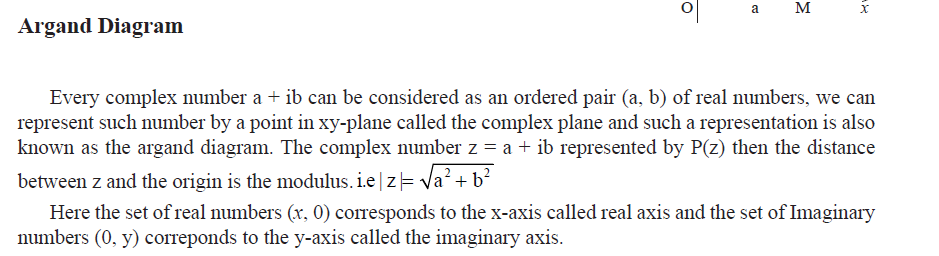 O a M x
Argand Diagram
Every complex number a + ib can be considered as an ordered pair (a, b) of real numbers, we can
represent such number by a point in xy-plane called the complex plane and such a representation is also
known as the argand diagram. The complex number z = a + ib represented by P(z) then the distance
between z and the origin is the modulus. i.e | z |= √a² + b²
Here the set of real numbers (x, 0) corresponds to the x-axis called real axis and the set of Imaginary
numbers (0, y) correponds to the y-axis called the imaginary axis.